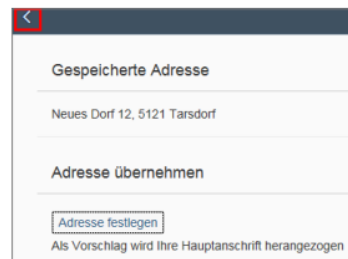 Gespeicherte Adresse
Neues Dorf 12, 5121 Tarsdorf
Adresse übernehmen
Adresse festlegen
Als Vorschlag wird Ihre Hauptanschrift herangezogen